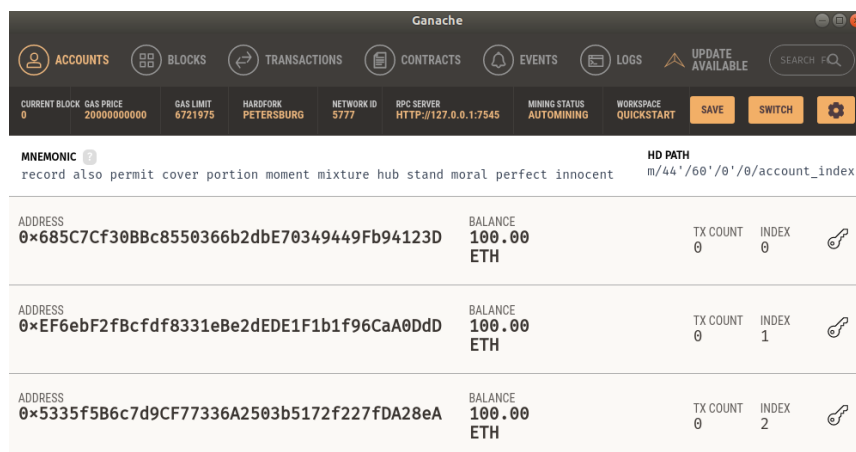 Ganache
ACCOUNTS BLOCKS TRANSACTIONS CONTRACTS EVENTS LOGS UPDATE AVAILABLE SEARCH F
CURRENT BLOCK GAS PRICE GAS LIMIT HARDFORK NETWORK ID RPC SERVER MINING STATUS WORKSPACE
0 20000000000 6721975 PETERSBURG 5777 HTTP://127.0.0.1:7545 AUTOMINING QUICKSTART SAVE SWITCH
MNEMONIC ? HD PATH
record also permit cover portion moment mixture hub stand moral perfect innocent m/44'/60'/0'/0/account_index
ADDRESS BALANCE TX COUNT INDEX
0×685C7Cf30BBc8550366b2dbE70349449Fb94123D 100.00 ETH 0 0
ADDRESS BALANCE TX COUNT INDEX
0×EF6ebF2fBcfdf8331eBe2dEDE1F1b1f96CaA0DdD 100.00 ETH 0 1
ADDRESS BALANCE TX COUNT INDEX
0×5335f5B6c7d9CF77336A2503b5172f227fDA28eA 100.00 ETH 0 2